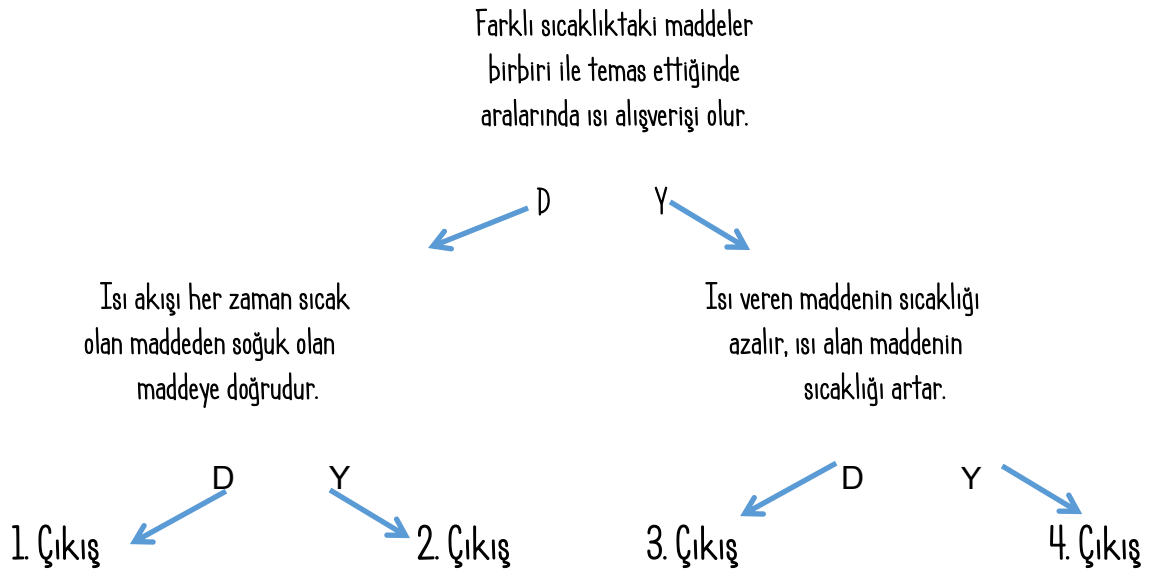 Farklı sıcaklıktaki maddeler
birbiri ile temas ettiğinde
aralarında ısı alışverişi olur.
D Y
Isı akışı her zaman sıcak
olan maddeden soğuk olan
maddeye doğrudur.
Isı veren maddenin sıcaklığı
azalır, ısı alan maddenin
sıcaklığı artar.
D Y
D Y
1. Çıkış
2. Çıkış
3. Çıkış
4. Çıkış